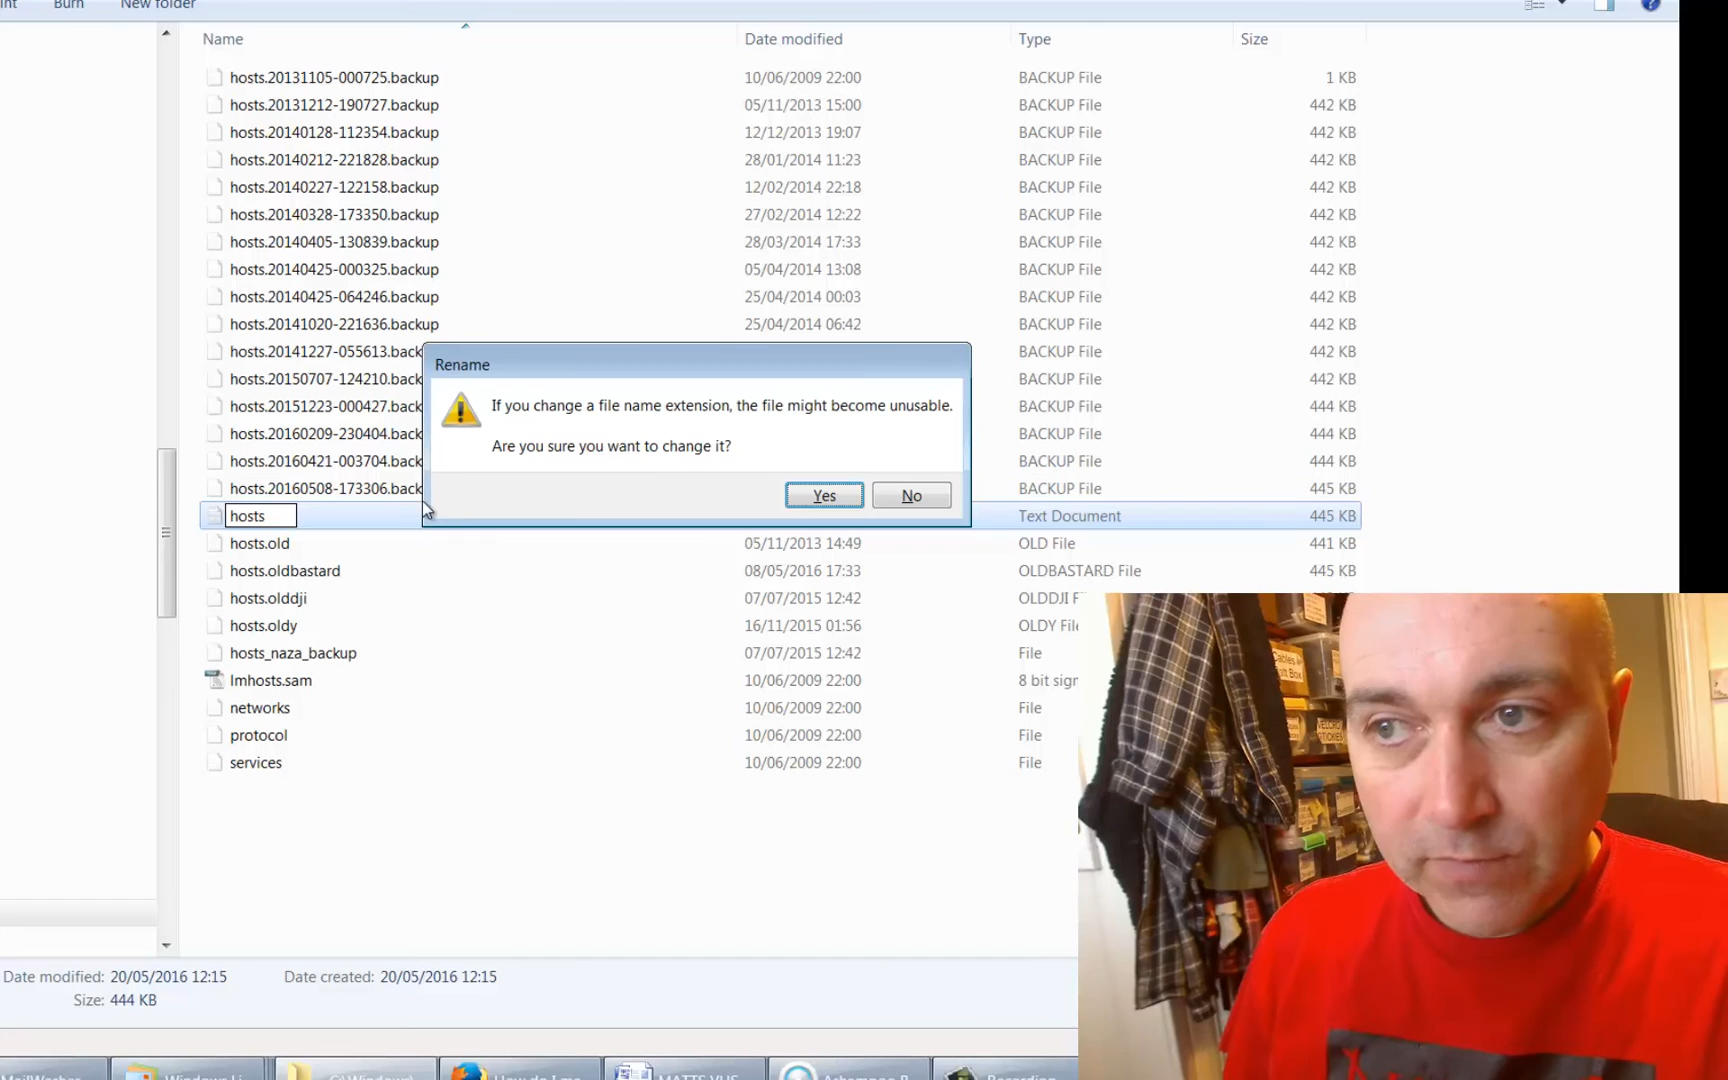 Burn New folder
Name Date modified Type Size
hosts.20131105-000725.backup 10/06/2009 22:00 BACKUP File 1 KB
hosts.20131212-190727.backup 05/11/2013 15:00 BACKUP File 442 KB
hosts.20140128-112354.backup 12/12/2013 19:07 BACKUP File 442 KB
hosts.20140212-221828.backup 28/01/2014 11:23 BACKUP File 442 KB
hosts.20140227-122158.backup 12/02/2014 22:18 BACKUP File 442 KB
hosts.20140328-173350.backup 27/02/2014 12:22 BACKUP File 442 KB
hosts.20140405-130839.backup 28/03/2014 17:33 BACKUP File 442 KB
hosts.20140425-000325.backup 05/04/2014 13:08 BACKUP File 442 KB
hosts.20140425-064246.backup 25/04/2014 00:03 BACKUP File 442 KB
hosts.20141020-221636.backup 25/04/2014 06:42 BACKUP File 442 KB
hosts.20141227-055613.back BACKUP File 442 KB
hosts.20150707-124210.back BACKUP File 442 KB
hosts.20151223-000427.back BACKUP File 444 KB
hosts.20160209-230404.back BACKUP File 444 KB
hosts.20160421-003704.back BACKUP File 444 KB
hosts.20160508-173306.back BACKUP File 445 KB
Rename
If you change a file name extension, the file might become unusable.
Are you sure you want to change it?
Yes No
hosts Text Document 445 KB
hosts.old 05/11/2013 14:49 OLD File 441 KB
hosts.oldbastard 08/05/2016 17:33 OLDBASTARD File 445 KB
hosts.olddji 07/07/2015 12:42 OLDDJI F
hosts.oldy 16/11/2015 01:56 OLDY File
hosts_naza_backup 07/07/2015 12:42 File
lmhosts.sam 10/06/2009 22:00 8 bit sign
networks 10/06/2009 22:00 File
protocol 10/06/2009 22:00 File
services 10/06/2009 22:00 File
Cables
Box
VELCRO
STICKIES
Date modified: 20/05/2016 12:15 Date created: 20/05/2016 12:15
Size: 444 KB